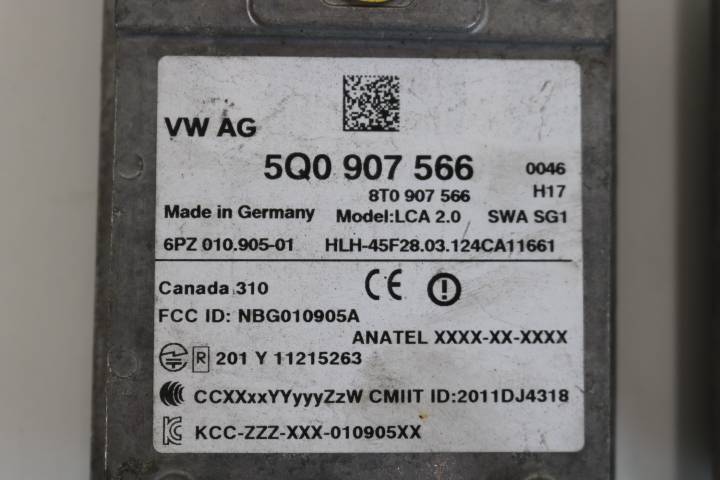 VW AG
5Q0 907 566 0046
8T0 907 566 H17
Made in Germany Model:LCA 2.0 SWA SG1
6PZ 010.905-01 HLH-45F28.03.124CA11661
Canada 310 CE
FCC ID: NBG010905A
ANATEL XXXX-XX-XXXX
R 201 Y 11215263
CCXXxxYYyyyZzW CMIIT ID:2011DJ4318
KCC-ZZZ-XXX-010905XX